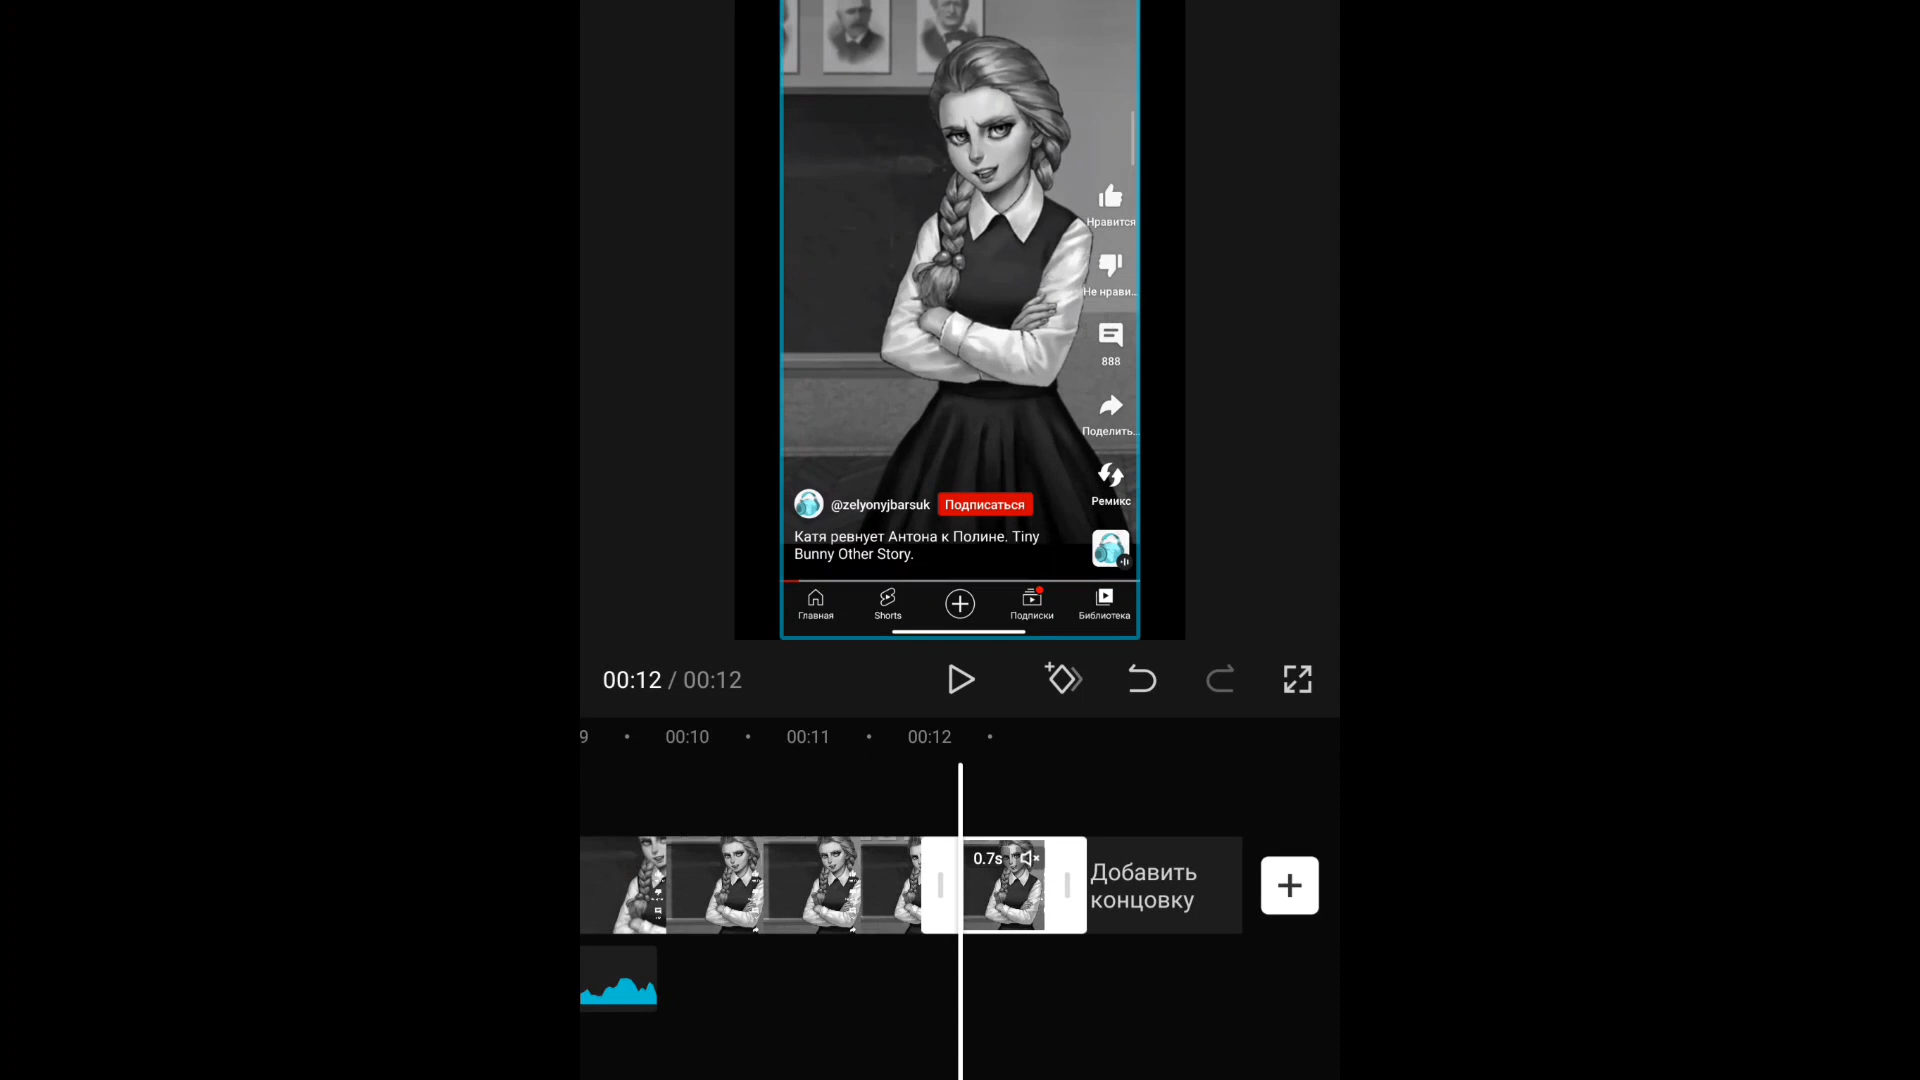 Нравится
Не нрави...
888
Поделить...
Ремикс
@zelyonyjbarsuk Подписаться
Катя ревнует Антона к Полине. Tiny
Bunny Other Story.
Главная Shorts Подписки Библиотека
00:12 / 00:12
9 00:10 00:11 00:12
0.7s
Добавить
концовку